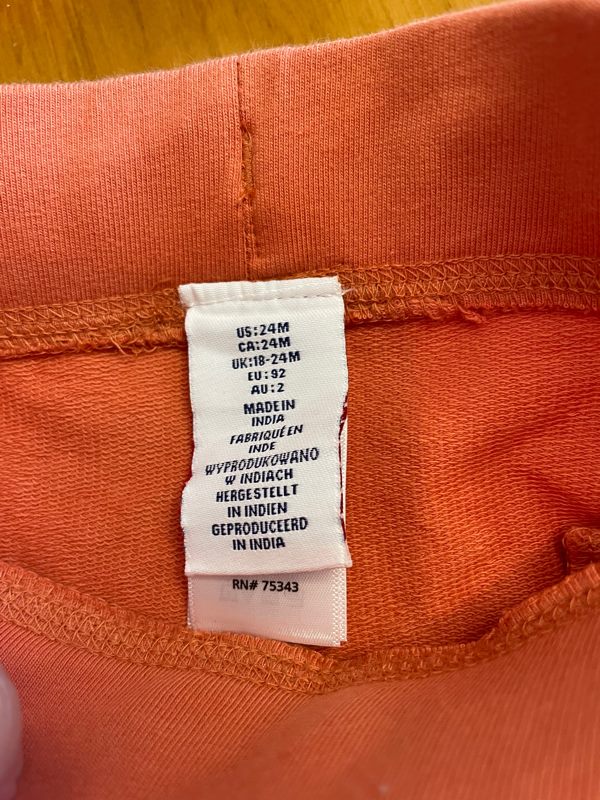 US:24M
CA:24M
UK:18-24M
EU:92
AU:2
MADE IN
INDIA
FABRIQUÉ EN
INDE
WYPRODUKOWANO
W INDIACH
HERGESTELLT
IN INDIEN
GEPRODUCEERD
IN INDIA
RN# 75343